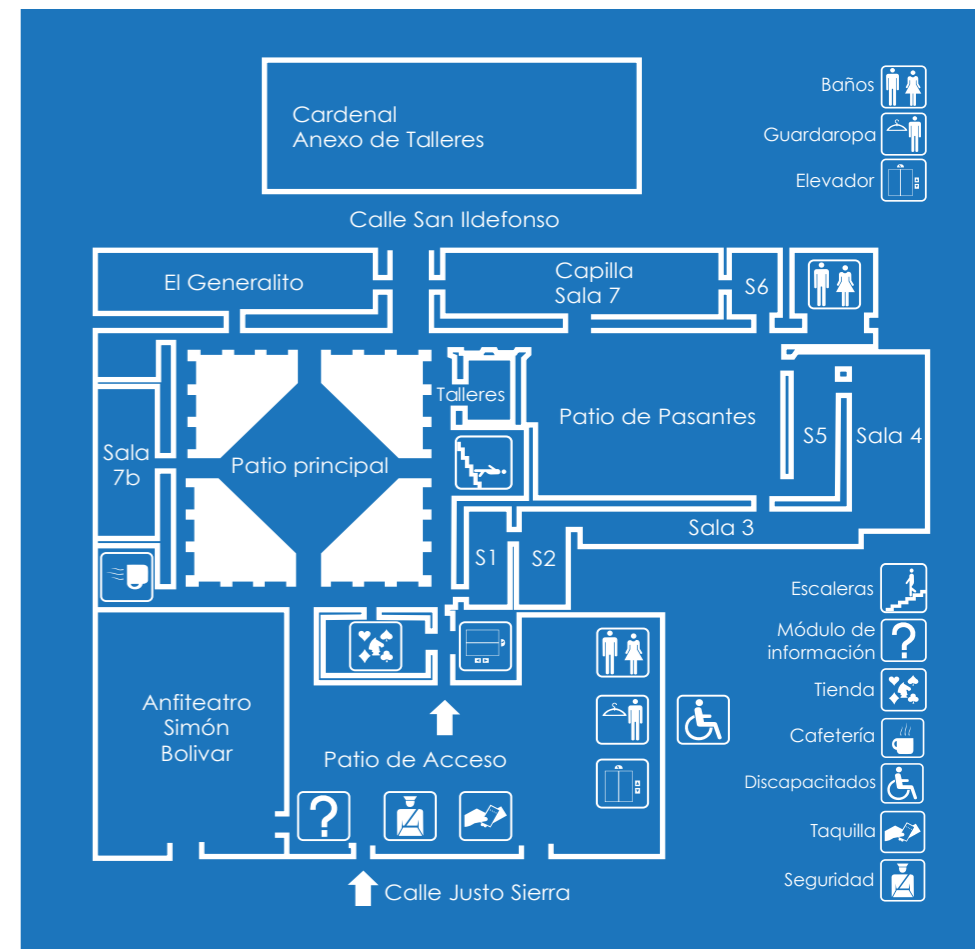 Cardenal
Anexo de Talleres
Baños
Guardaropa
Elevador
Calle San Ildefonso
El Generalito
Capilla
Sala 7
S6
Talleres
Patio de Pasantes
S5
Sala 4
Sala
7b
Patio principal
Sala 3
S1
S2
Escaleras
Módulo de
información
Tienda
Cafetería
Discapacitados
Taquilla
Seguridad
Anfiteatro
Simón
Bolivar
Patio de Acceso
Calle Justo Sierra